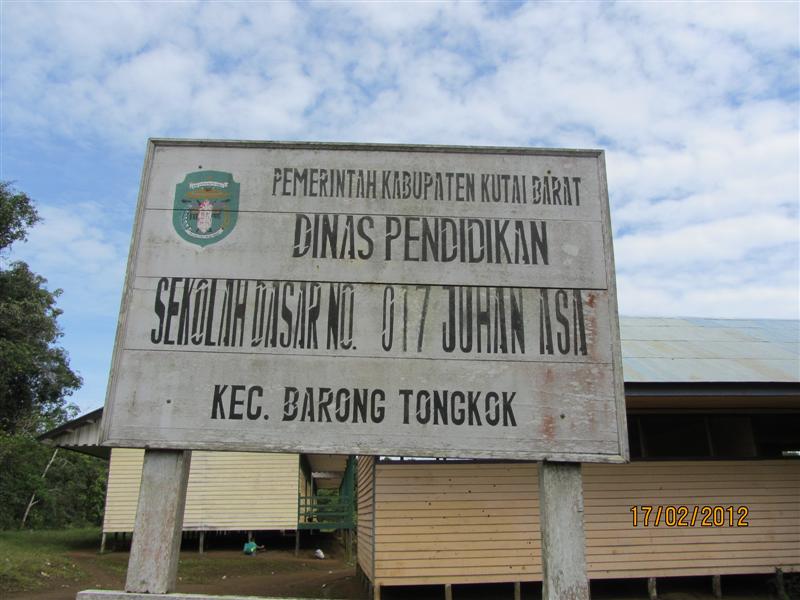 PEMERINTAH KABUPATEN KUTAI BARAT
DINAS PENDIDIKAN
SEKOLAH DASAR NO. 017 JUHAN ASA
KEC. BARONG TONGKOK
17/02/2012